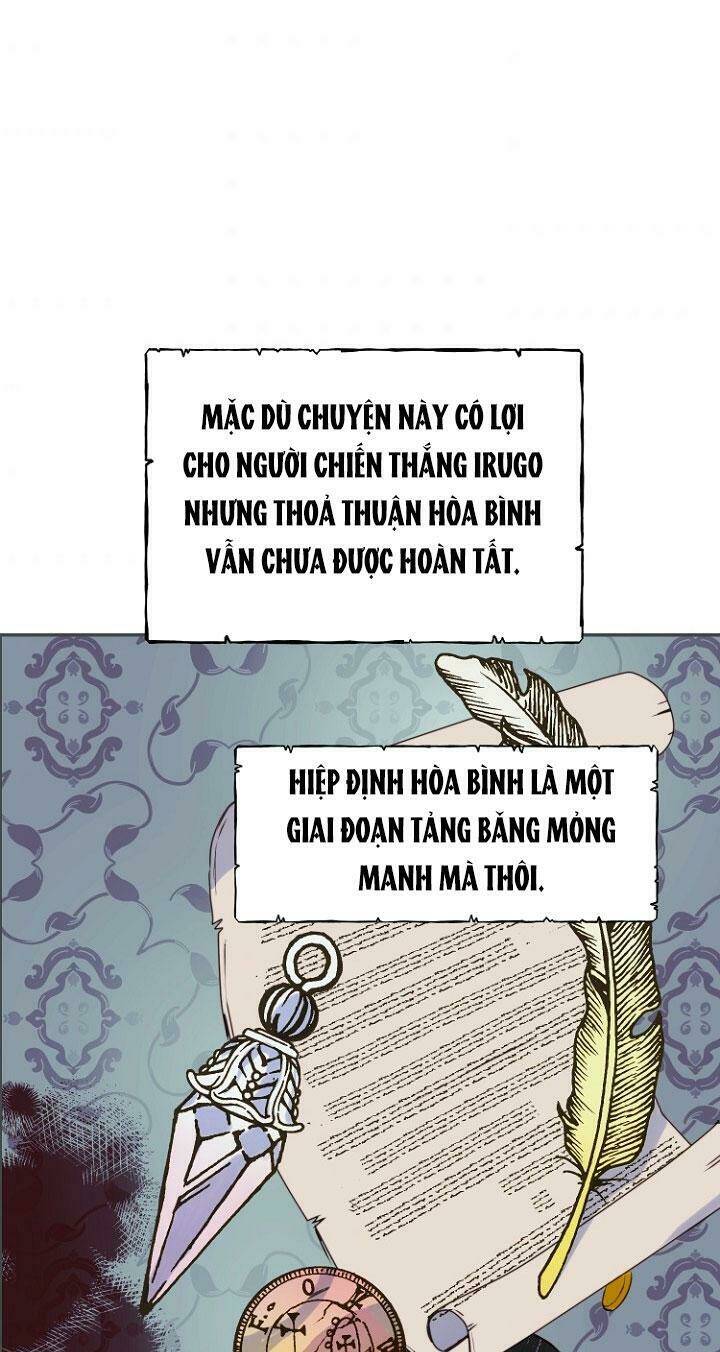 MẶC DÙ CHUYỆN NÀY CÓ LỢI
CHO NGƯỜI CHIẾN THẮNG IRUGO
NHƯNG THOẢ THUẬN HÒA BÌNH
VẪN CHƯA ĐƯỢC HOÀN TẤT.
HIỆP ĐỊNH HÒA BÌNH LÀ MỘT
GIAI ĐOẠN TẢNG BĂNG MỎNG
MANH MÀ THÔI.